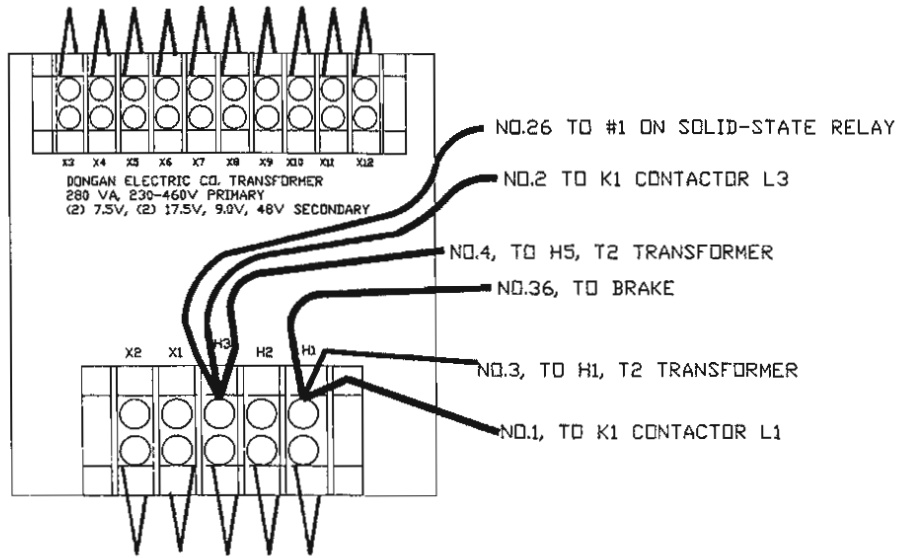 NO.26 TO #1 ON SOLID-STATE RELAY
X3 X4 X5 X6 X7 X8 X9 X10 X11 X12
DONGAN ELECTRIC CO. TRANSFORMER
280 VA, 230-460V PRIMARY
(2) 7.5V, (2) 17.5V, 9.0V, 48V SECONDARY
NO.2 TO K1 CONTACTOR L3
NO.4, TO H5, T2 TRANSFORMER
NO.36, TO BRAKE
X2 X1 H3 H2 H1
NO.3, TO H1, T2 TRANSFORMER
NO.1, TO K1 CONTACTOR L1